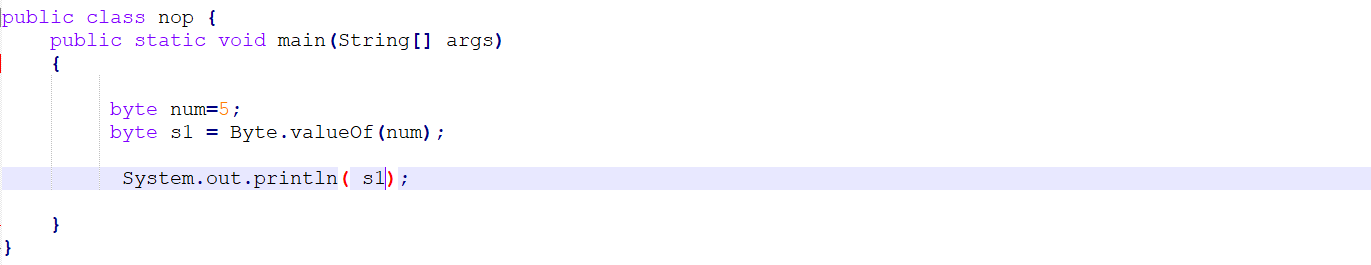 public class nop {
    public static void main(String[] args)
    {
         byte num=5;
         byte s1 = Byte.valueOf(num);
          System.out.println( s1);
    }
}